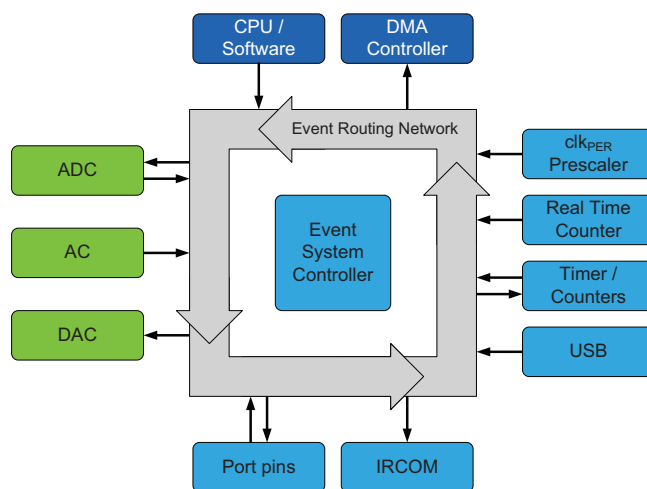 CPU /
Software
DMA
Controller
Event Routing Network
ADC
clkPER
Prescaler
AC
Real Time
Counter
Event
System
Controller
Timer /
Counters
DAC
USB
Port pins
IRCOM